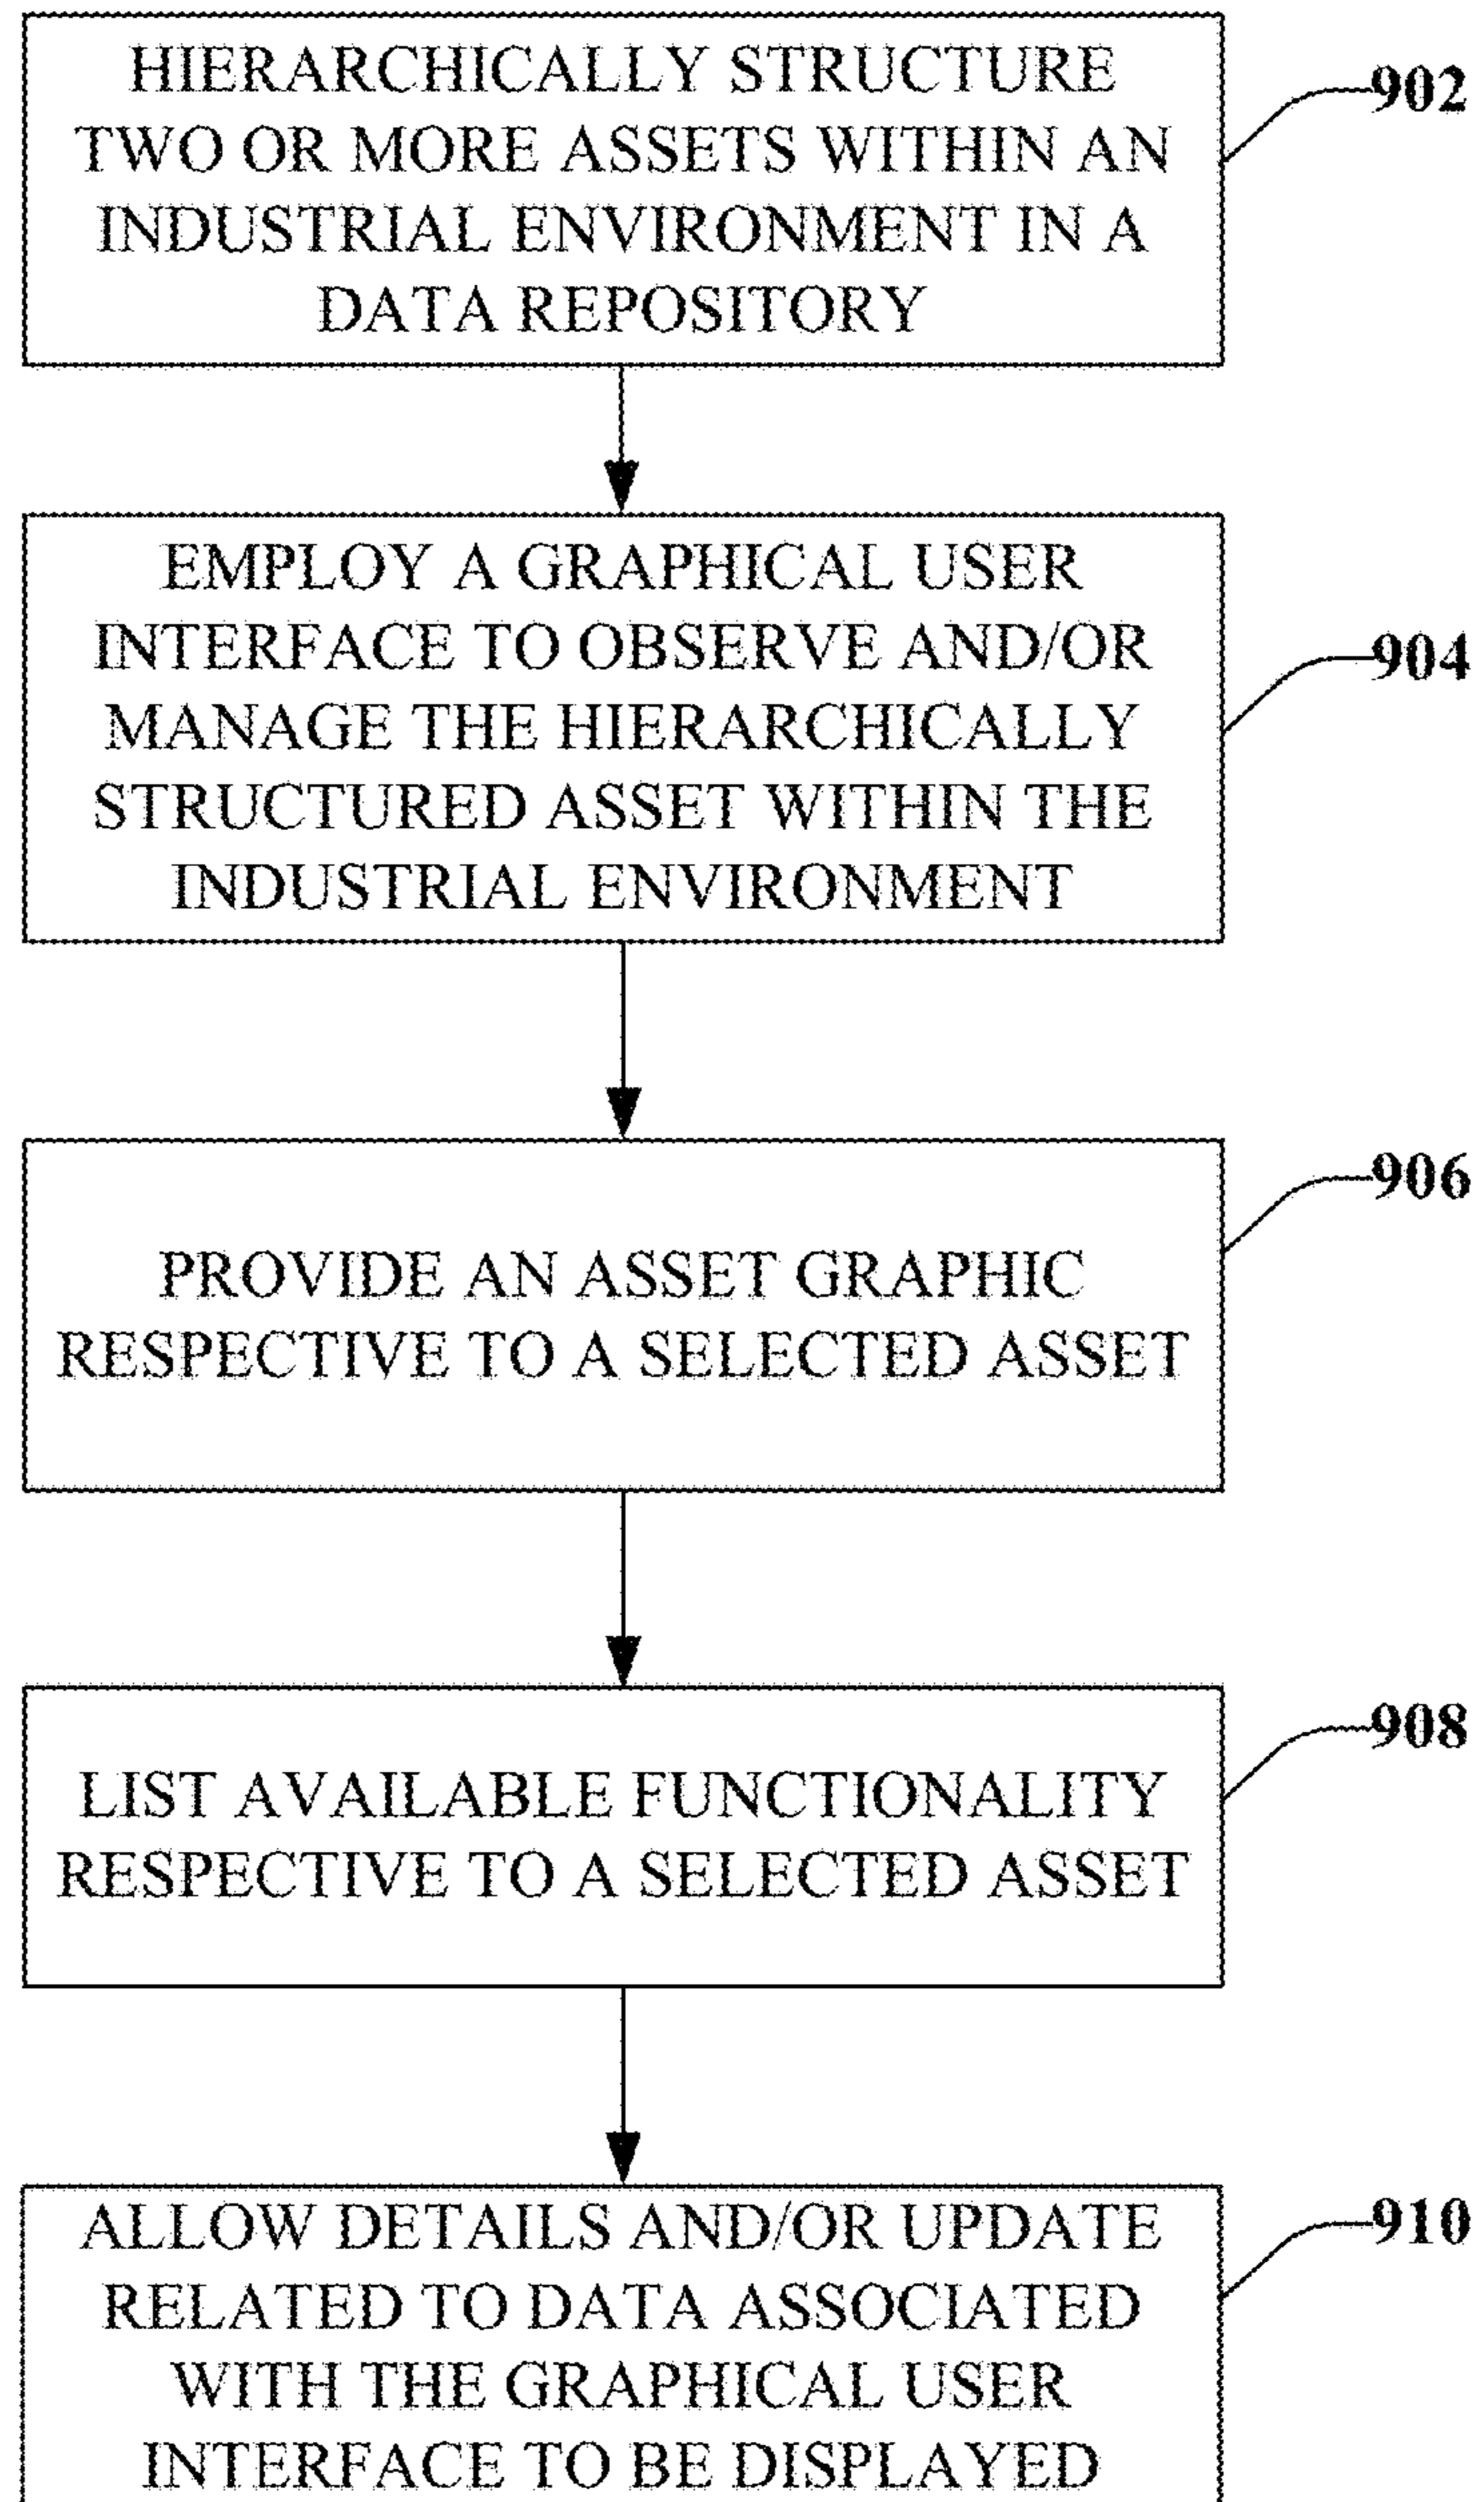 HIERARCHICALLY STRUCTURE
TWO OR MORE ASSETS WITHIN AN
INDUSTRIAL ENVIRONMENT IN A
DATA REPOSITORY
902
EMPLOY A GRAPHICAL USER
INTERFACE TO OBSERVE AND/OR
MANAGE THE HIERARCHICALLY
STRUCTURED ASSET WITHIN THE
INDUSTRIAL ENVIRONMENT
904
PROVIDE AN ASSET GRAPHIC
RESPECTIVE TO A SELECTED ASSET
906
LIST AVAILABLE FUNCTIONALITY
RESPECTIVE TO A SELECTED ASSET
908
ALLOW DETAILS AND/OR UPDATE
RELATED TO DATA ASSOCIATED
WITH THE GRAPHICAL USER
INTERFACE TO BE DISPLAYED
910